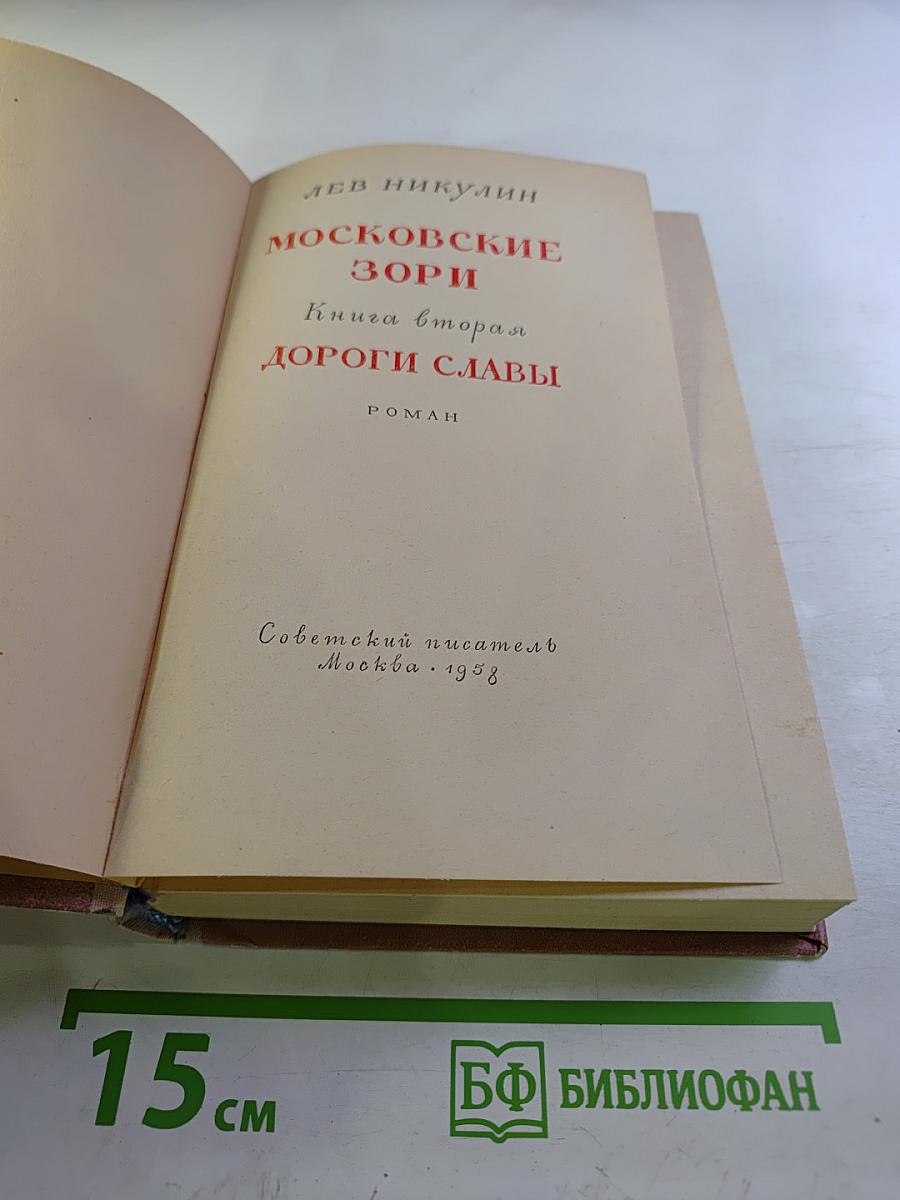 ЛЕВ НИКУЛИН
МОСКОВСКИЕ
ЗОРИ
Книга вторая
ДОРОГИ СЛАВЫ
РОМАН
Советский писатель
Москва · 1958
15 см
БФ БИБЛИОФАН